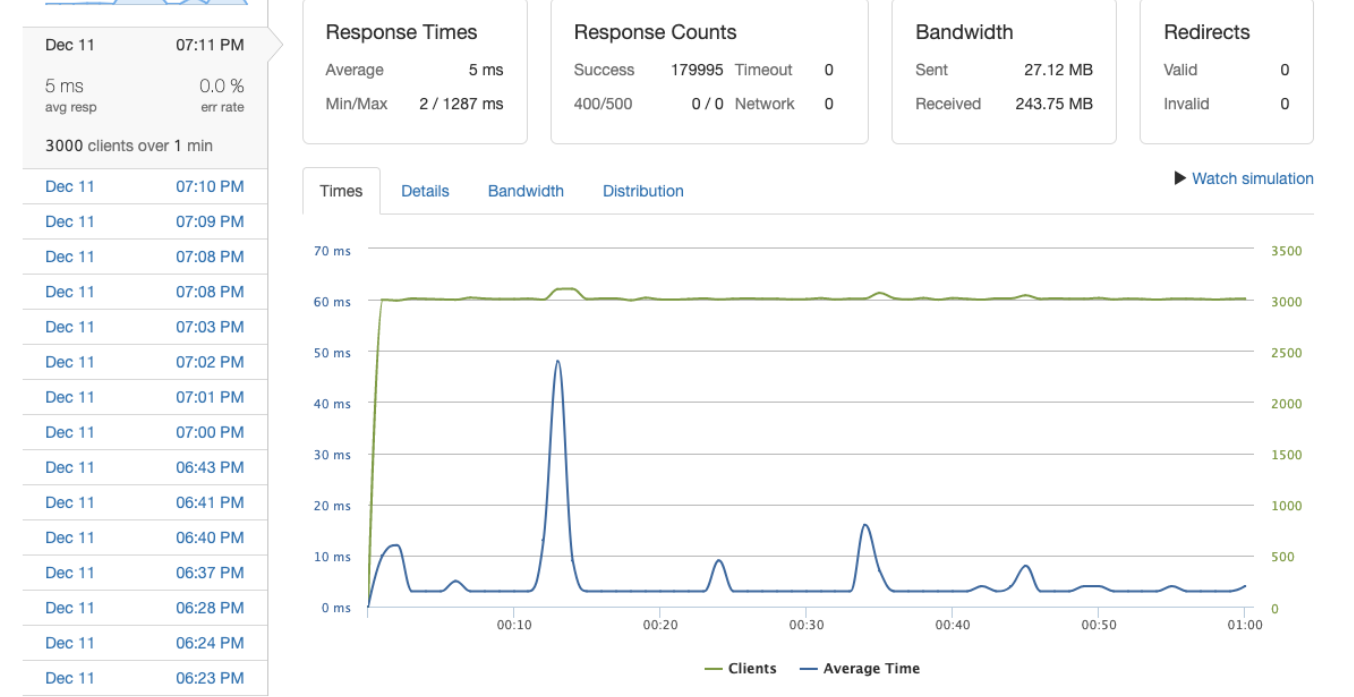 Dec 11 07:11 PM
5 ms 0.0 %
avg resp err rate
3000 clients over 1 min
Dec 11 07:10 PM
Dec 11 07:09 PM
Dec 11 07:08 PM
Dec 11 07:08 PM
Dec 11 07:03 PM
Dec 11 07:02 PM
Dec 11 07:01 PM
Dec 11 07:00 PM
Dec 11 06:43 PM
Dec 11 06:41 PM
Dec 11 06:40 PM
Dec 11 06:37 PM
Dec 11 06:28 PM
Dec 11 06:24 PM
Dec 11 06:23 PM
Response Times
Average 5 ms
Min/Max 2 / 1287 ms
Response Counts
Success 179995 Timeout 0
400/500 0 / 0 Network 0
Bandwidth
Sent 27.12 MB
Received 243.75 MB
Redirects
Valid 0
Invalid 0
Times Details Bandwidth Distribution
Watch simulation
70 ms 3500
60 ms 3000
50 ms 2500
40 ms 2000
30 ms 1500
20 ms 1000
10 ms 500
0 ms 0
00:10 00:20 00:30 00:40 00:50 01:00
Clients Average Time